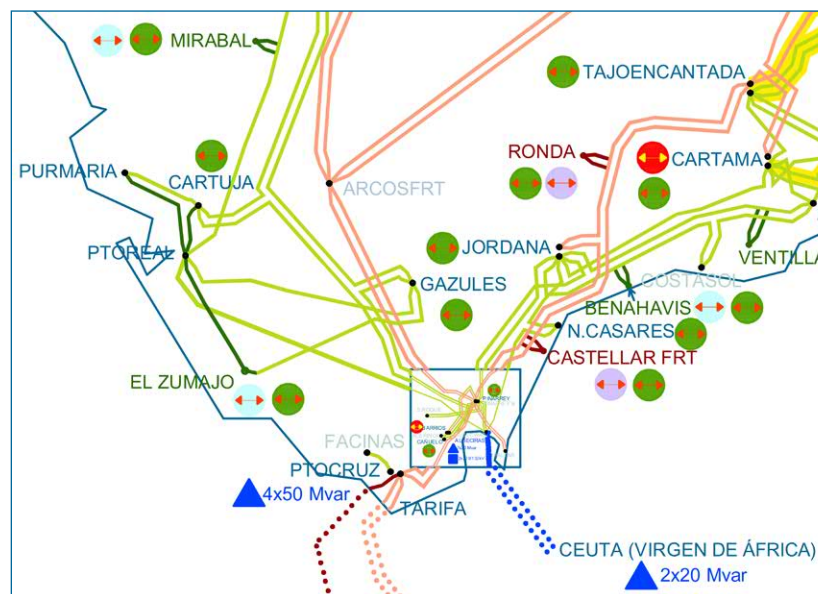 MIRABAL
TAJOENCANTADA
RONDA
CARTAMA
PURMARIA
CARTUJA
ARCOSFRT
PTOREAL
JORDANA
VENTILLA
COSTASOL
GAZULES
BENAHAVIS
N.CASARES
CASTELLAR FRT
EL ZUMAJO
FACINAS
PTOCRUZ
4x50 Mvar
TARIFA
CEUTA (VIRGEN DE ÁFRICA)
2x20 Mvar